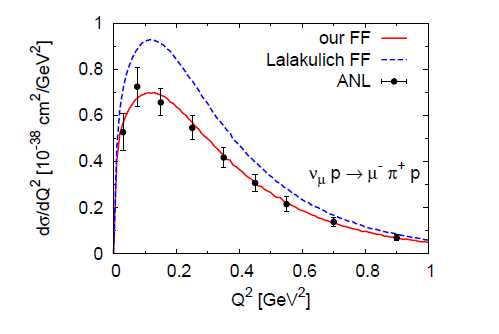 our FF
Lalakulich FF
ANL
ν_μ p → μ⁻ π⁺ p
dσ/dQ² [10⁻³⁸ cm²/GeV²]
1
0.8
0.6
0.4
0.2
0
0 0.2 0.4 0.6 0.8 1
Q² [GeV²]